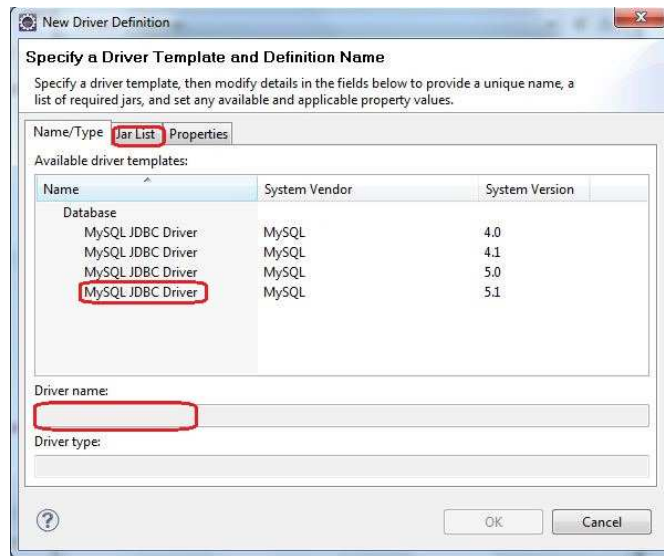 New Driver Definition
Specify a Driver Template and Definition Name
Specify a driver template, then modify details in the fields below to provide a unique name, a
list of required jars, and set any available and applicable property values.
Name/Type Jar List Properties
Available driver templates:
Name System Vendor System Version
Database
MySQL JDBC Driver MySQL 4.0
MySQL JDBC Driver MySQL 4.1
MySQL JDBC Driver MySQL 5.0
MySQL JDBC Driver MySQL 5.1
Driver name:
Driver type:
? OK Cancel